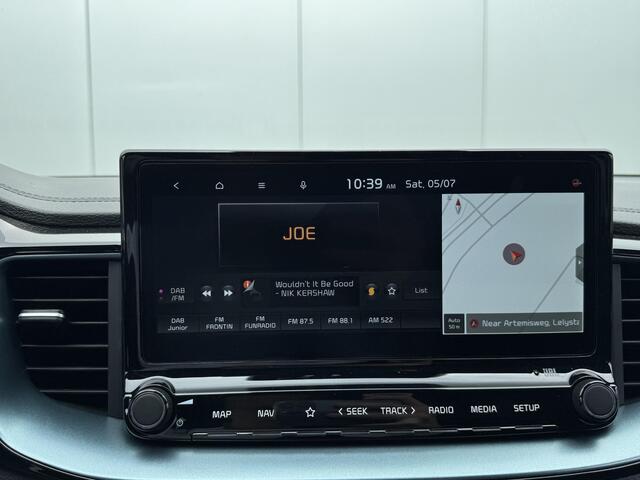 10:39 AM Sat, 05/07
JOE
DAB
/FM
Wouldn't It Be Good
- NIK KERSHAW
List
DAB
Junior
FM
FRONTIN
FM
FUNRADIO
FM 87.5
FM 88.1
AM 522
Auto
50 m
Near Artemisweg, Lelysta
JBL
MAP
NAV
< SEEK
TRACK >
RADIO
MEDIA
SETUP